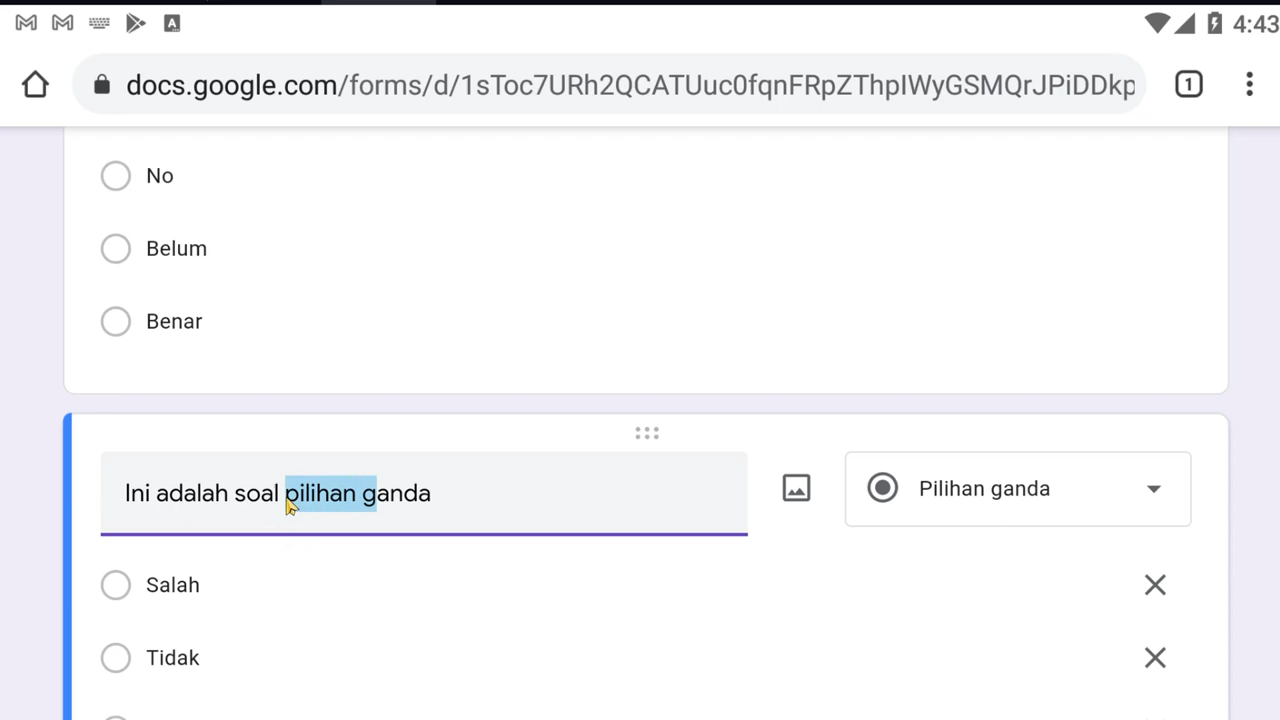 4:43
docs.google.com/forms/d/1sToc7URh2QCATUuc0fqnFRpZThpIWyGSMQrJPiDDkp
1
No
Belum
Benar
Ini adalah soal pilihan ganda
Pilihan ganda
Salah
Tidak